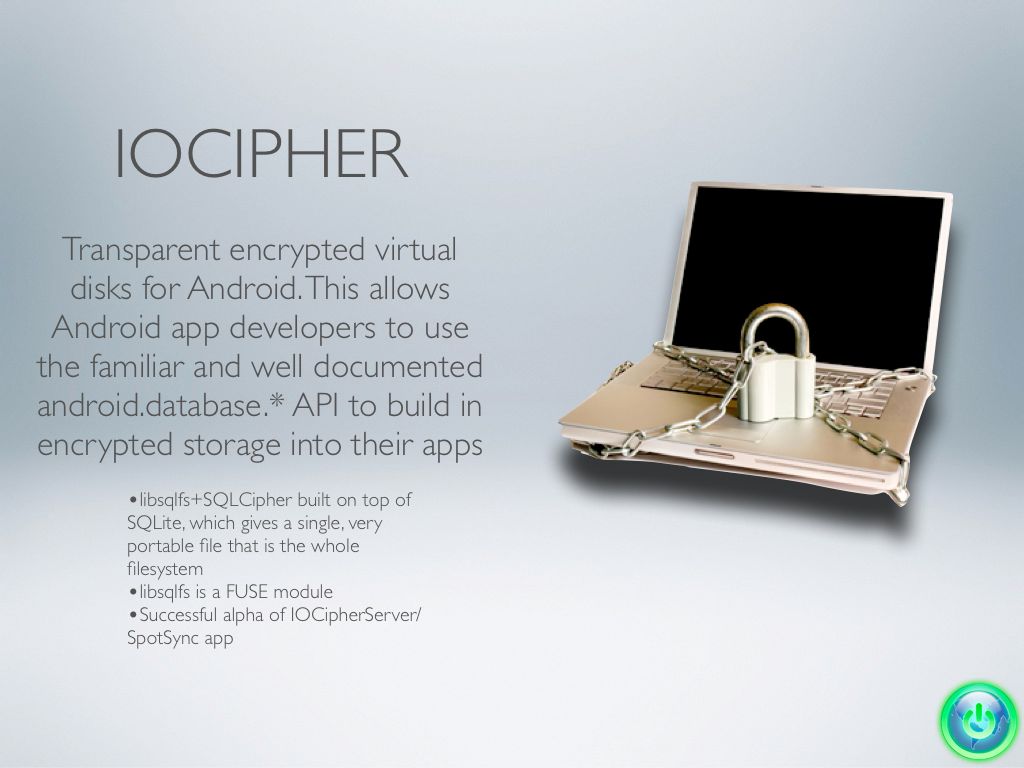 IOCIPHER
Transparent encrypted virtual
disks for Android. This allows
Android app developers to use
the familiar and well documented
android.database.* API to build in
encrypted storage into their apps
•libsqlfs+SQLCipher built on top of
SQLite, which gives a single, very
portable file that is the whole
filesystem
•libsqlfs is a FUSE module
•Successful alpha of IOCipherServer/
SpotSync app